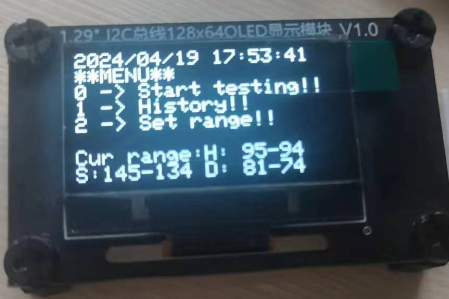 1.29" I2C总线128x64OLED显示模块 V1.0
2024/04/19 17:53:41
**MENU**
0 -> Start testing!!
1 -> History!!
2 -> Set range!!
Cur range:H: 95-94
S:145-134 D: 81-74